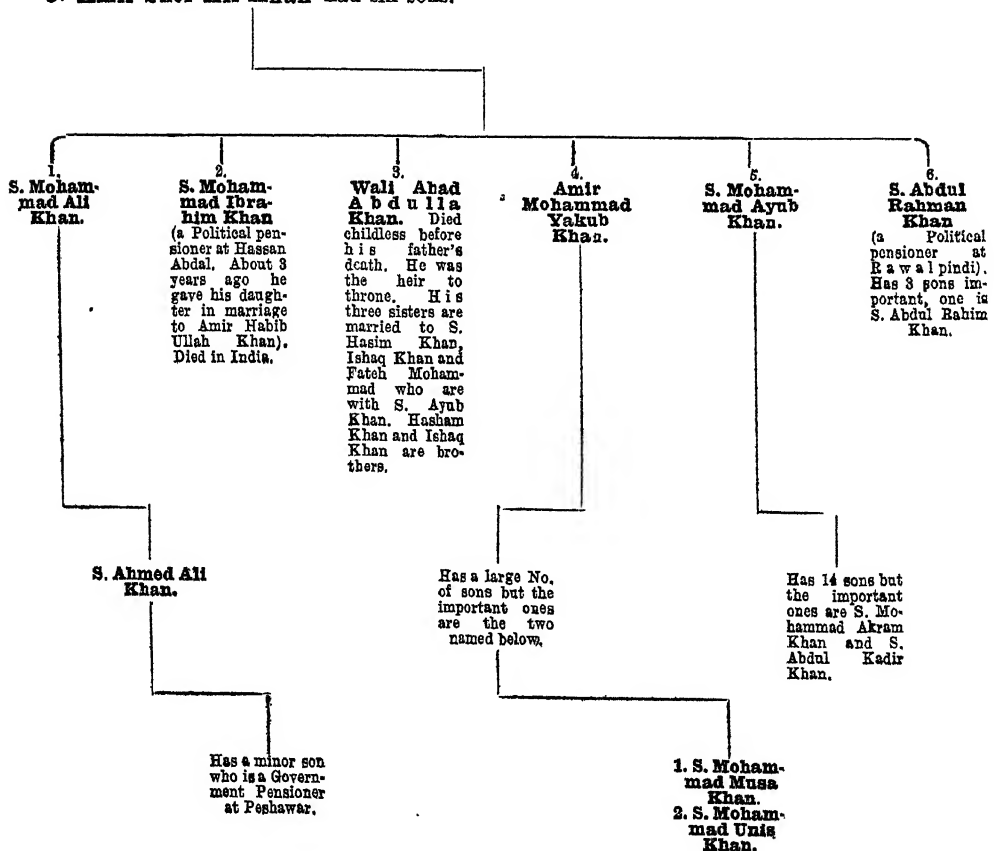 had six sons.
1.
S. Moham-
mad Ali
Khan.
2.
S. Moham-
mad Ibra-
him Khan
(a Political pen-
sioner at Hassan
Abdal. About 3
years ago he
gave his daugh-
ter in marriage
to Amir Habib
Ullah Khan).
Died in India.
3.
Wali Ahad
Abdulla
Khan. Died
childless before
his father's
death. He was
the heir to
throne. His
three sisters are
married to S.
Hasim Khan,
Ishaq Khan and
Fateh Moham-
mad who are
with S. Ayub
Khan. Hasham
Khan and Ishaq
Khan are bro-
thers.
4.
Amir
Mohammad
Yakub
Khan.
5.
S. Moham-
mad Ayub
Khan.
6.
S. Abdul
Rahman
Khan
(a Political
pensioner at
Rawalpindi).
Has 3 sons im-
portant, one is
S. Abdul Rahim
Khan.
S. Ahmed Ali
Khan.
Has a large No.
of sons but the
important ones
are the two
named below.
Has 14 sons but
the important
ones are S. Mo-
hammad Akram
Khan and S.
Abdul Kadir
Khan.
Has a minor son
who is a Govern-
ment Pensioner
at Peshawar.
1. S. Moham-
mad Musa
Khan.
2. S. Moham-
mad Unis
Khan.